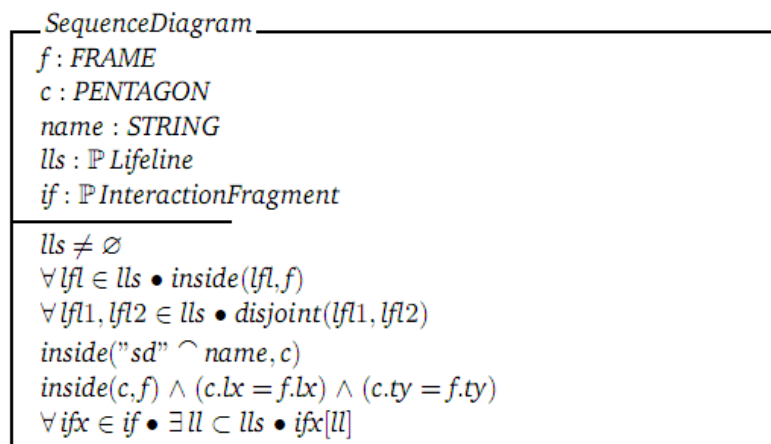 SequenceDiagram
f : FRAME
c : PENTAGON
name : STRING
lls : ℙ Lifeline
if : ℙ InteractionFragment
lls ≠ ∅
∀ lfl ∈ lls • inside(lfl, f)
∀ lfl1, lfl2 ∈ lls • disjoint(lfl1, lfl2)
inside("sd" ⌢ name, c)
inside(c, f) ∧ (c.lx = f.lx) ∧ (c.ty = f.ty)
∀ ifx ∈ if • ∃ ll ⊂ lls • ifx[ll]